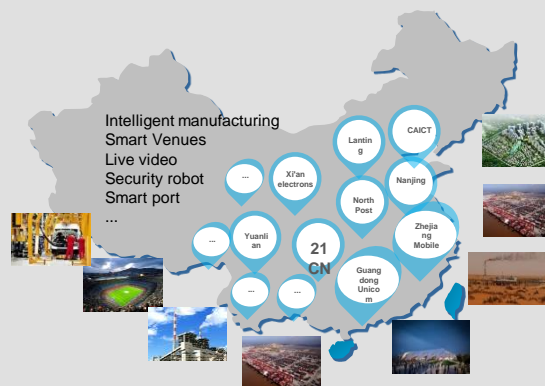 Intelligent manufacturing
Smart Venues
Live video
Security robot
Smart port
...
Lantin
g
CAICT
...
Xi'an
electrons
Nanjing
North
Post
...
Yuanli
an
21
CN
Zhejia
ng
Mobile
Guang
dong
Unico
m
...
...